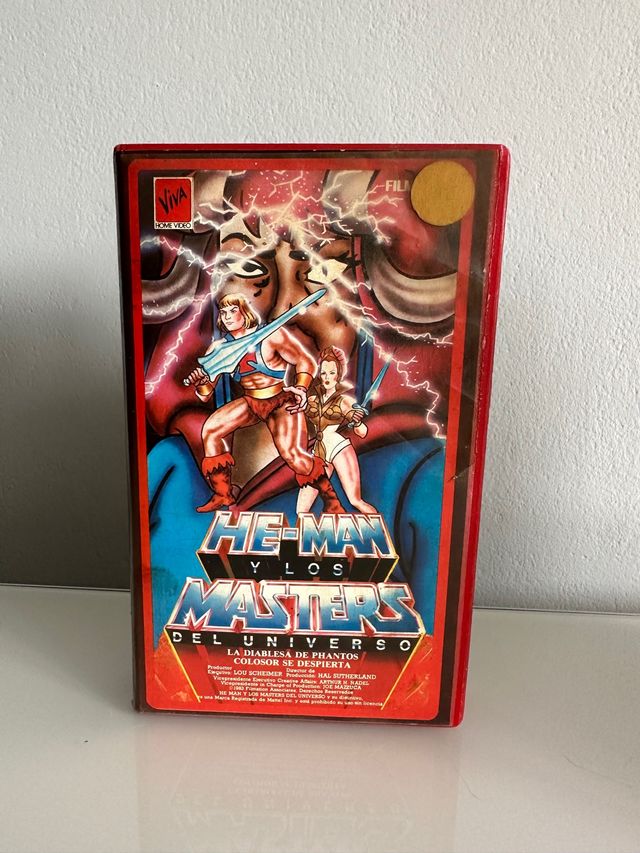 ViVA
HOME VIDEO
FILM
HE-MAN
Y LOS
MASTERS
DEL UNIVERSO
LA DIABLESA DE PHANTOS
COLOSOR SE DESPIERTA
Productor Director de
Ejecutivo: LOU SCHEIMER Producción: HAL SUTHERLAND
Vicepresidente Ejecutivo Creative Affairs: ARTHUR H. NADEL
Vicepresidente in Charge of Production: JOE MAZZUCA
©1983 Filmation Associates. Derechos Reservados
HE MAN Y LOS MASTERS DEL UNIVERSO y su distintivo,
es una Marca Registrada de Mattel Inc. y está prohibido su uso sin licencia.